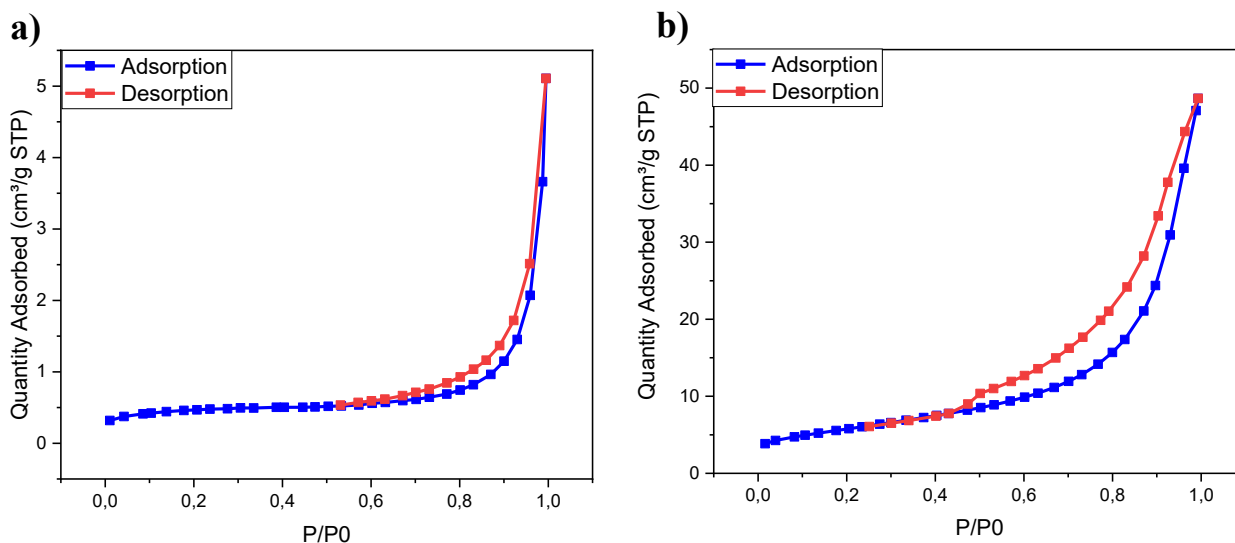 a)
Adsorption
Desorption
Quantity Adsorbed (cm³/g STP)
5
4
3
2
1
0
0,0 0,2 0,4 0,6 0,8 1,0
P/P0
b)
Adsorption
Desorption
Quantity Adsorbed (cm³/g STP)
50
40
30
20
10
0
0,0 0,2 0,4 0,6 0,8 1,0
P/P0